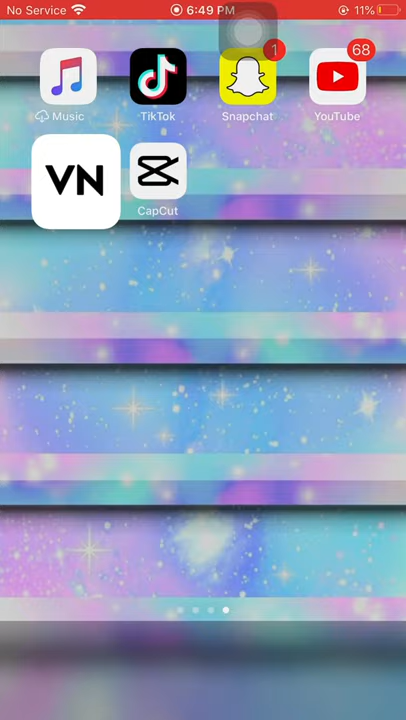 No Service 6:49 PM 11%
1 68
Music TikTok Snapchat YouTube
VN
CapCut